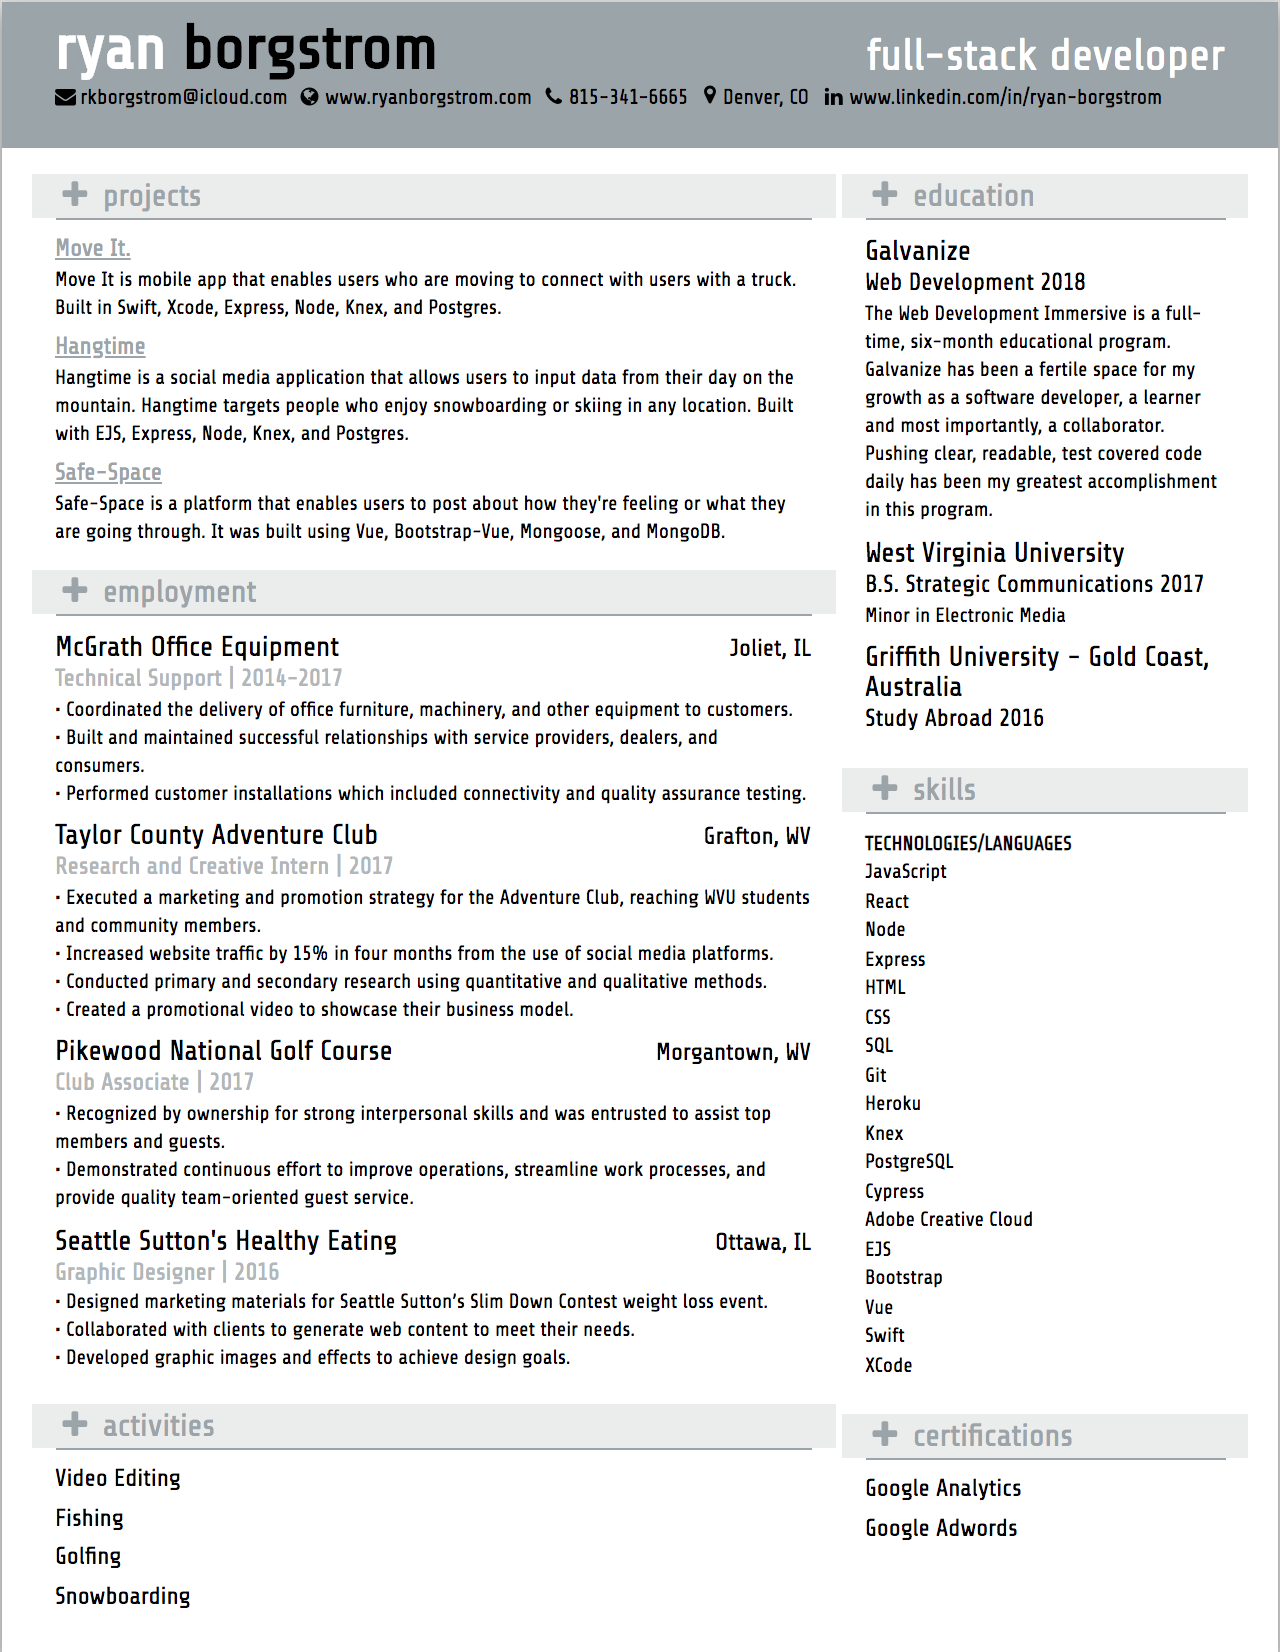 ryan borgstrom
full-stack developer
rkborgstrom@icloud.com www.ryanborgstrom.com 815-341-6665 Denver, CO www.linkedin.com/in/ryan-borgstrom
projects
Move It.
Move It is mobile app that enables users who are moving to connect with users with a truck.
Built in Swift, Xcode, Express, Node, Knex, and Postgres.
Hangtime
Hangtime is a social media application that allows users to input data from their day on the
mountain. Hangtime targets people who enjoy snowboarding or skiing in any location. Built
with EJS, Express, Node, Knex, and Postgres.
Safe-Space
Safe-Space is a platform that enables users to post about how they're feeling or what they
are going through. It was built using Vue, Bootstrap-Vue, Mongoose, and MongoDB.
employment
McGrath Office Equipment Joliet, IL
Technical Support | 2014-2017
· Coordinated the delivery of office furniture, machinery, and other equipment to customers.
· Built and maintained successful relationships with service providers, dealers, and
consumers.
· Performed customer installations which included connectivity and quality assurance testing.
Taylor County Adventure Club Grafton, WV
Research and Creative Intern | 2017
· Executed a marketing and promotion strategy for the Adventure Club, reaching WVU students
and community members.
· Increased website traffic by 15% in four months from the use of social media platforms.
· Conducted primary and secondary research using quantitative and qualitative methods.
· Created a promotional video to showcase their business model.
Pikewood National Golf Course Morgantown, WV
Club Associate | 2017
· Recognized by ownership for strong interpersonal skills and was entrusted to assist top
members and guests.
· Demonstrated continuous effort to improve operations, streamline work processes, and
provide quality team-oriented guest service.
Seattle Sutton's Healthy Eating Ottawa, IL
Graphic Designer | 2016
· Designed marketing materials for Seattle Sutton’s Slim Down Contest weight loss event.
· Collaborated with clients to generate web content to meet their needs.
· Developed graphic images and effects to achieve design goals.
activities
Video Editing
Fishing
Golfing
Snowboarding
education
Galvanize
Web Development 2018
The Web Development Immersive is a full-
time, six-month educational program.
Galvanize has been a fertile space for my
growth as a software developer, a learner
and most importantly, a collaborator.
Pushing clear, readable, test covered code
daily has been my greatest accomplishment
in this program.
West Virginia University
B.S. Strategic Communications 2017
Minor in Electronic Media
Griffith University - Gold Coast,
Australia
Study Abroad 2016
skills
TECHNOLOGIES/LANGUAGES
JavaScript
React
Node
Express
HTML
CSS
SQL
Git
Heroku
Knex
PostgreSQL
Cypress
Adobe Creative Cloud
EJS
Bootstrap
Vue
Swift
XCode
certifications
Google Analytics
Google Adwords